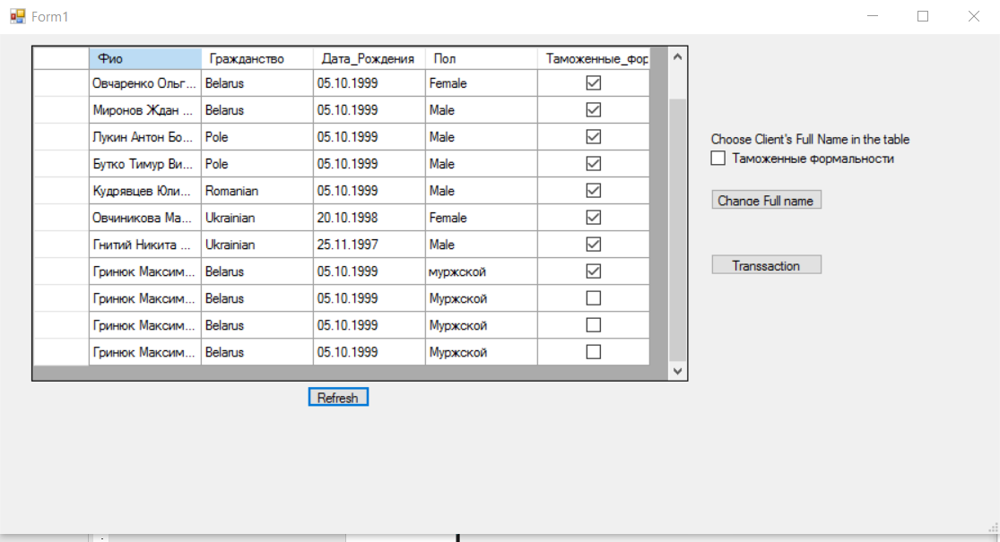 Form1
Фио Гражданство Дата_Рождения Пол Таможенные_фор
Овчаренко Ольг... Belarus 05.10.1999 Female
Миронов Ждан ... Belarus 05.10.1999 Male
Лукин Антон Бо... Pole 05.10.1999 Male
Бутко Тимур Ви... Pole 05.10.1999 Male
Кудрявцев Юли... Romanian 05.10.1999 Male
Овчиникова Ма... Ukrainian 20.10.1998 Female
Гнитий Никита ... Ukrainian 25.11.1997 Male
Гринюк Максим... Belarus 05.10.1999 муржской
Гринюк Максим... Belarus 05.10.1999 Муржской
Гринюк Максим... Belarus 05.10.1999 Муржской
Гринюк Максим... Belarus 05.10.1999 Муржской
Refresh
Choose Client's Full Name in the table
Таможенные формальности
Change Full name
Transsaction